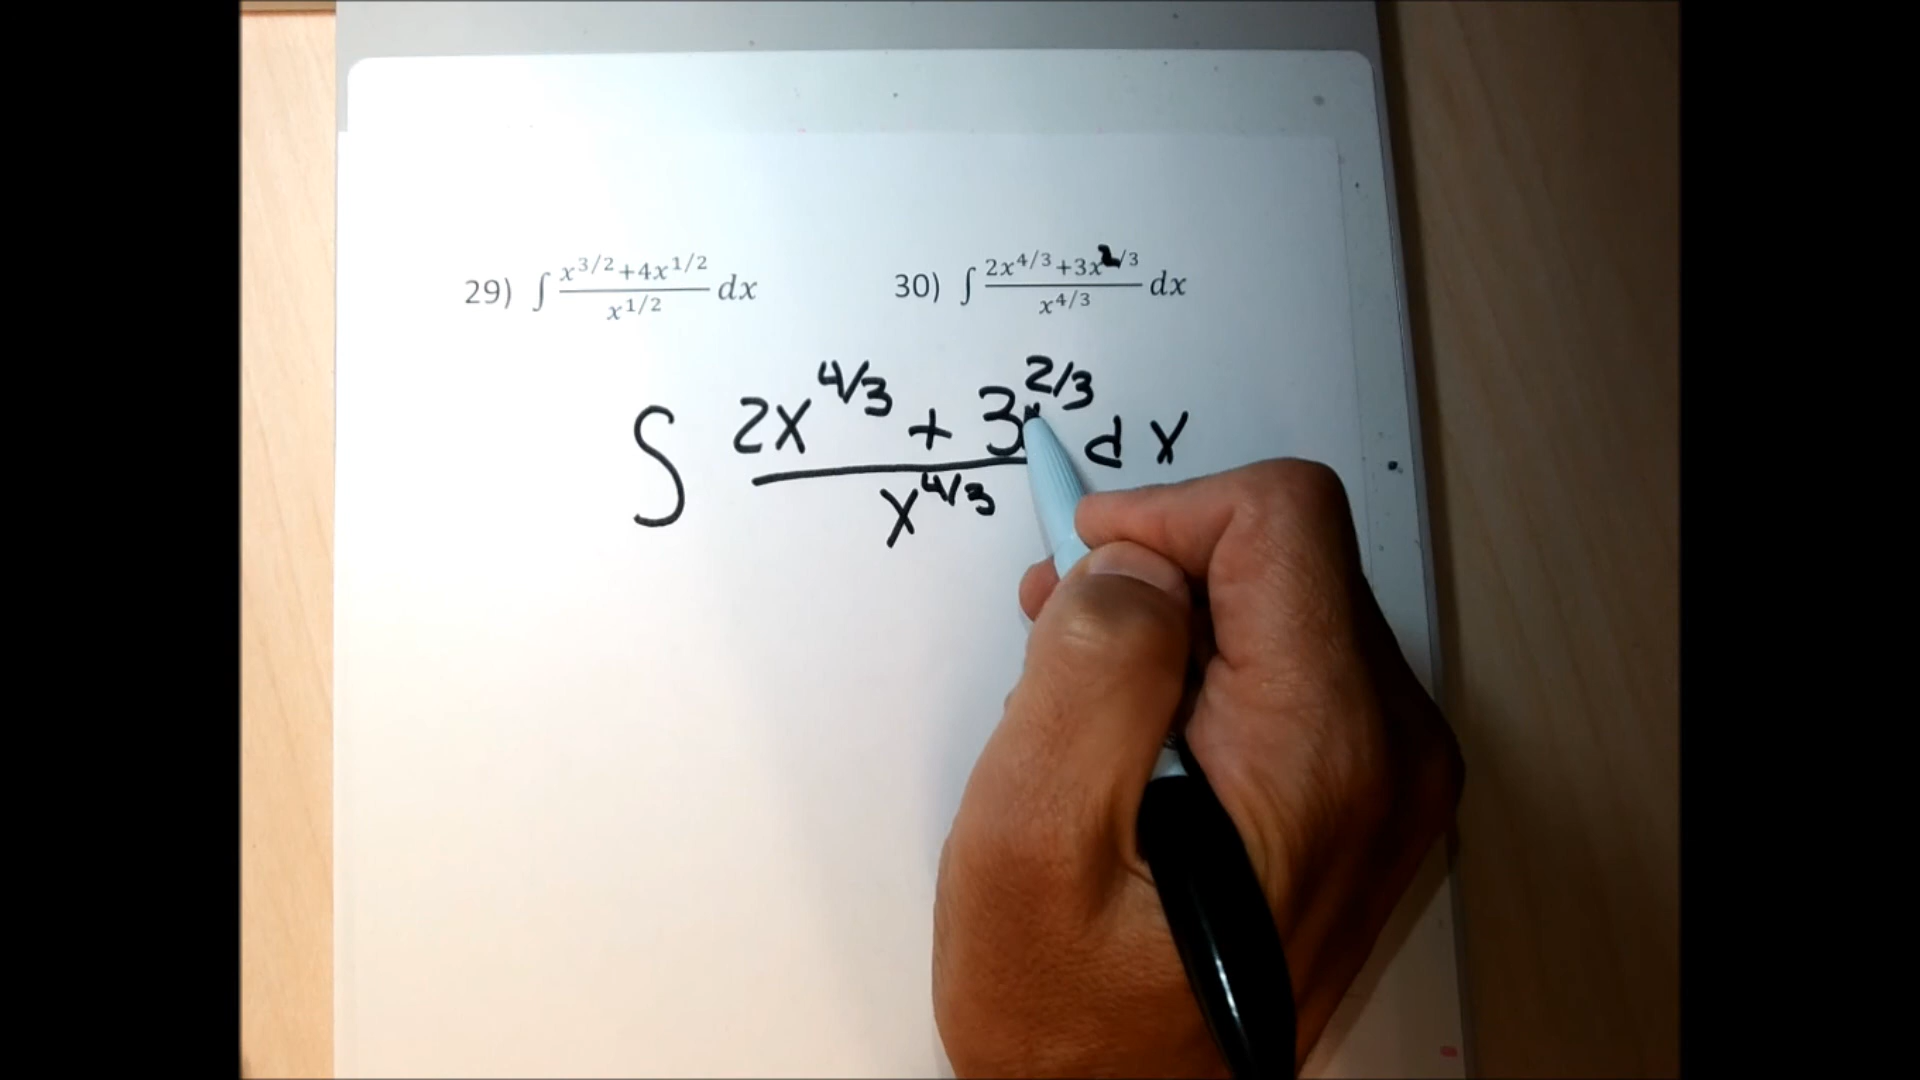 29) ∫ x^{3/2}+4x^{1/2} / x^{1/2} dx 30) ∫ 2x^{4/3}+3x^{2/3} / x^{4/3} dx
∫ 2x^{4/3} + 3 ^{2/3} / x^{4/3} dx